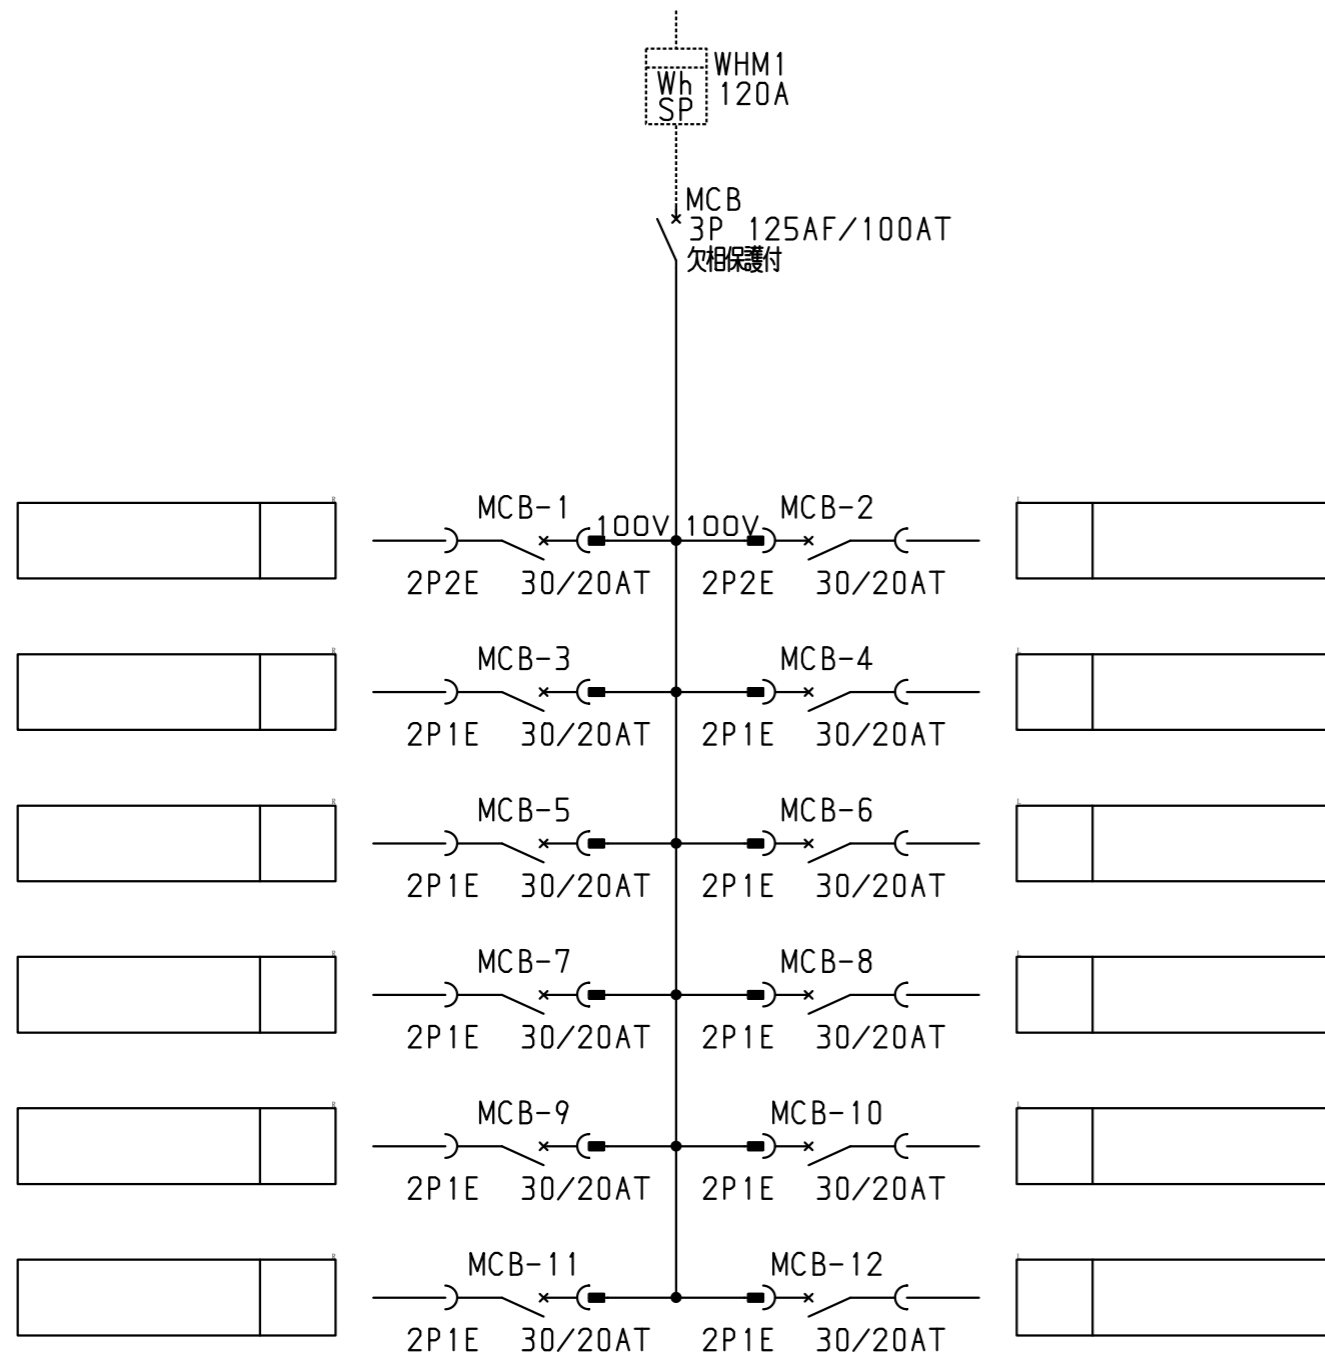 WHM1
Wh
SP
120A
MCB
3P 125AF/100AT
欠相保護付
MCB-1
100V
100V
MCB-2
2P2E 30/20AT
2P2E 30/20AT
MCB-3
MCB-4
2P1E 30/20AT
2P1E 30/20AT
MCB-5
MCB-6
2P1E 30/20AT
2P1E 30/20AT
MCB-7
MCB-8
2P1E 30/20AT
2P1E 30/20AT
MCB-9
MCB-10
2P1E 30/20AT
2P1E 30/20AT
MCB-11
MCB-12
2P1E 30/20AT
2P1E 30/20AT